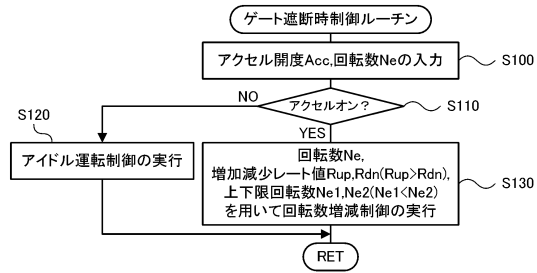 ゲート遮断時制御ルーチン
アクセル開度Acc,回転数Neの入力
S100
アクセルオン？
S110
NO
YES
S120
アイドル運転制御の実行
回転数Ne,
増加減少レート値Rup,Rdn(Rup>Rdn),
上下限回転数Ne1,Ne2(Ne1<Ne2)
を用いて回転数増減制御の実行
S130
RET